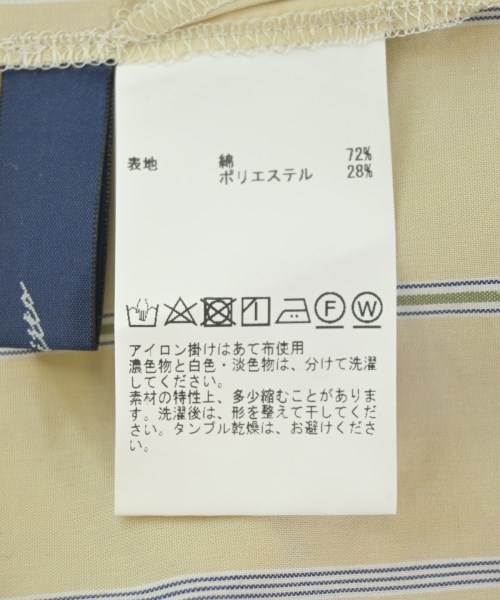 表地 綿 72%
ポリエステル 28%
F W
アイロン掛けはあて布使用
濃色物と白色・淡色物は、分けて洗濯
してください。
素材の特性上、多少縮むことがありま
す。洗濯後は、形を整えて干してくだ
さい。タンブル乾燥は、お避けくださ
い。